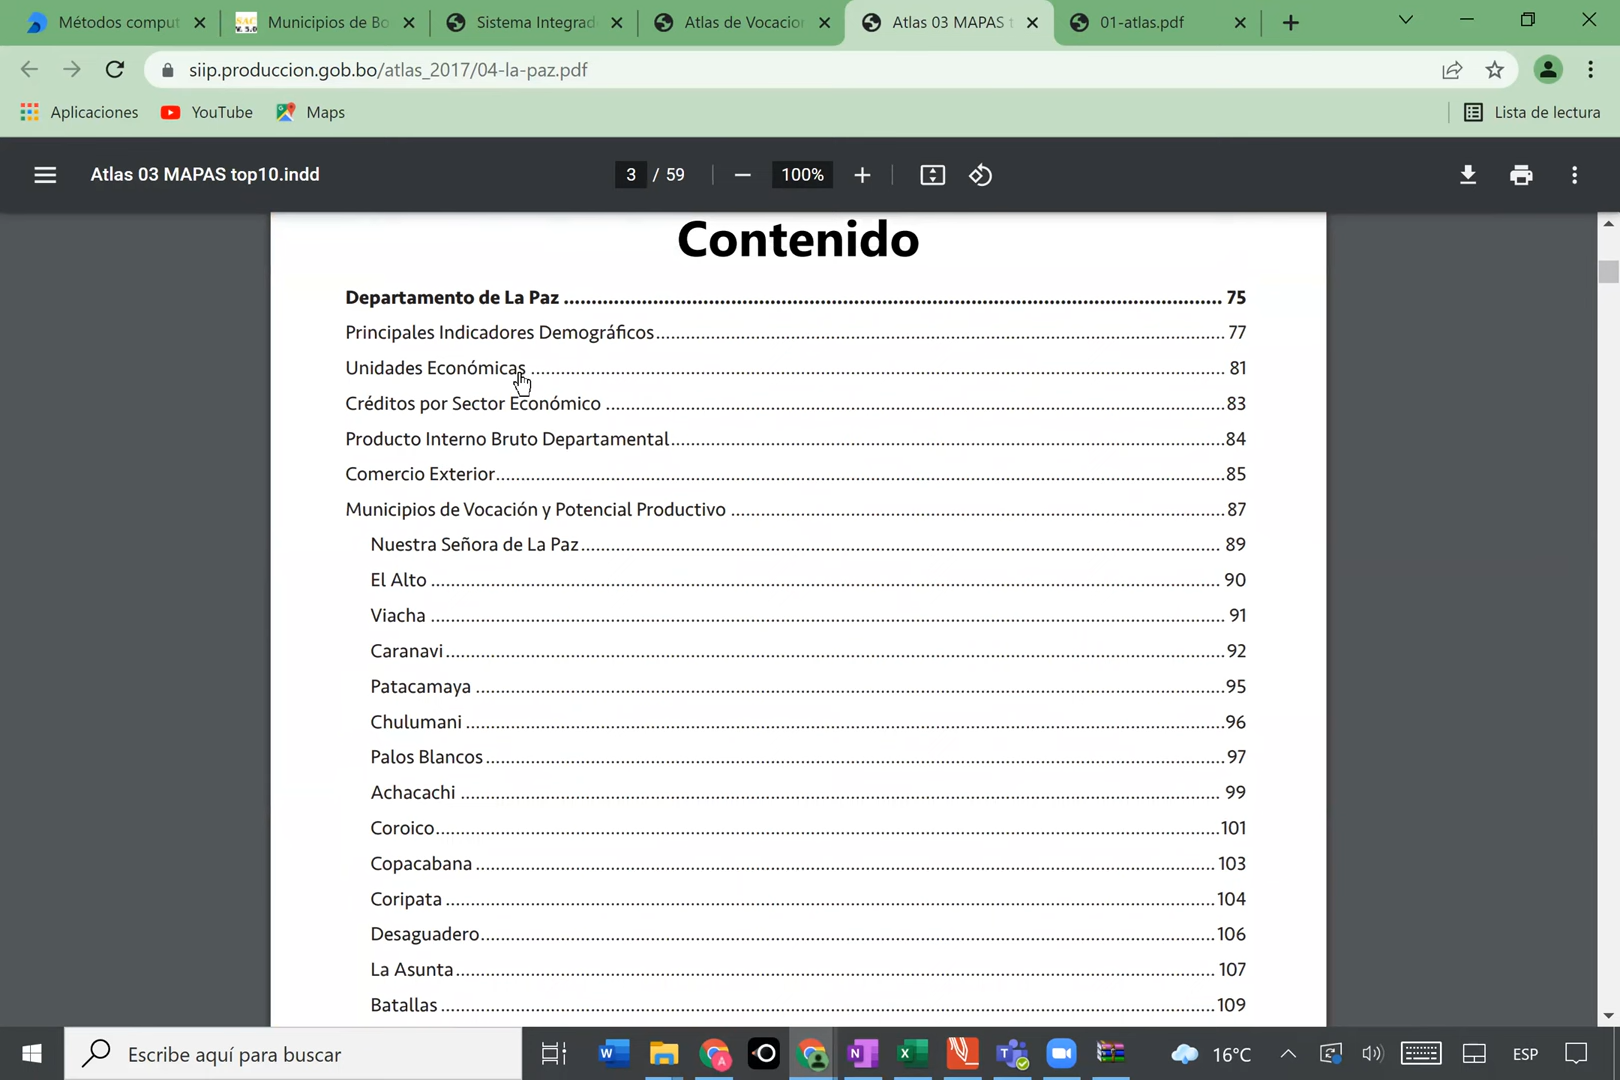 Métodos comput
Municipios de Bo
Sistema Integrad
Atlas de Vocacion
Atlas 03 MAPAS t
01-atlas.pdf
siip.produccion.gob.bo/atlas_2017/04-la-paz.pdf
Aplicaciones
YouTube
Maps
Lista de lectura
Atlas 03 MAPAS top10.indd
3 / 59
100%
Contenido
Departamento de La Paz ........ 75
Principales Indicadores Demográficos ........ 77
Unidades Económicas ........ 81
Créditos por Sector Económico ........ 83
Producto Interno Bruto Departamental ........ 84
Comercio Exterior ........ 85
Municipios de Vocación y Potencial Productivo ........ 87
Nuestra Señora de La Paz ........ 89
El Alto ........ 90
Viacha ........ 91
Caranavi ........ 92
Patacamaya ........ 95
Chulumani ........ 96
Palos Blancos ........ 97
Achacachi ........ 99
Coroico ........ 101
Copacabana ........ 103
Coripata ........ 104
Desaguadero ........ 106
La Asunta ........ 107
Batallas ........ 109
Escribe aquí para buscar
16°C
ESP